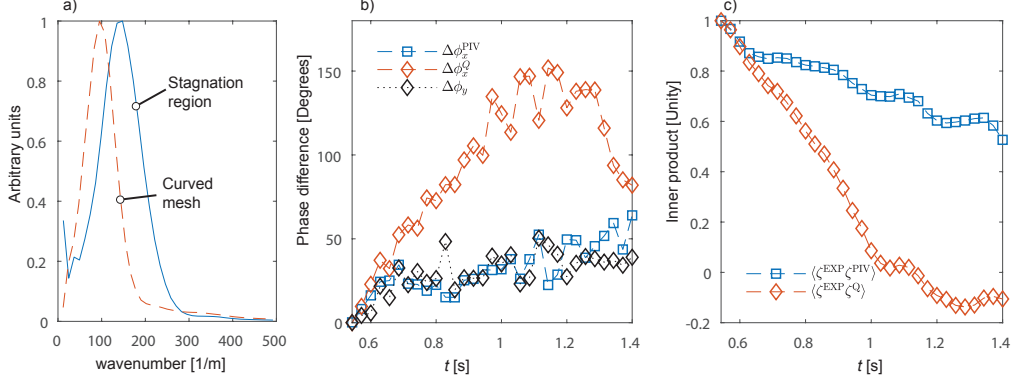 a)
Arbitrary units
1
0.8
0.6
0.4
0.2
0
0 100 200 300 400 500
wavenumber [1/m]
Stagnation
region
Curved
mesh
b)
Phase difference [Degrees]
150
100
50
0
0.6 0.8 1 1.2 1.4
t [s]
Δϕₓᴾᴵⱽ
Δϕ_x^Q
Δϕ_y
c)
Inner product [Unity]
1
0.8
0.6
0.4
0.2
0
-0.2
0.6 0.8 1 1.2 1.4
t [s]
⟨ζ^EXP ζ^PIV⟩
⟨ζ^EXP ζ^Q⟩